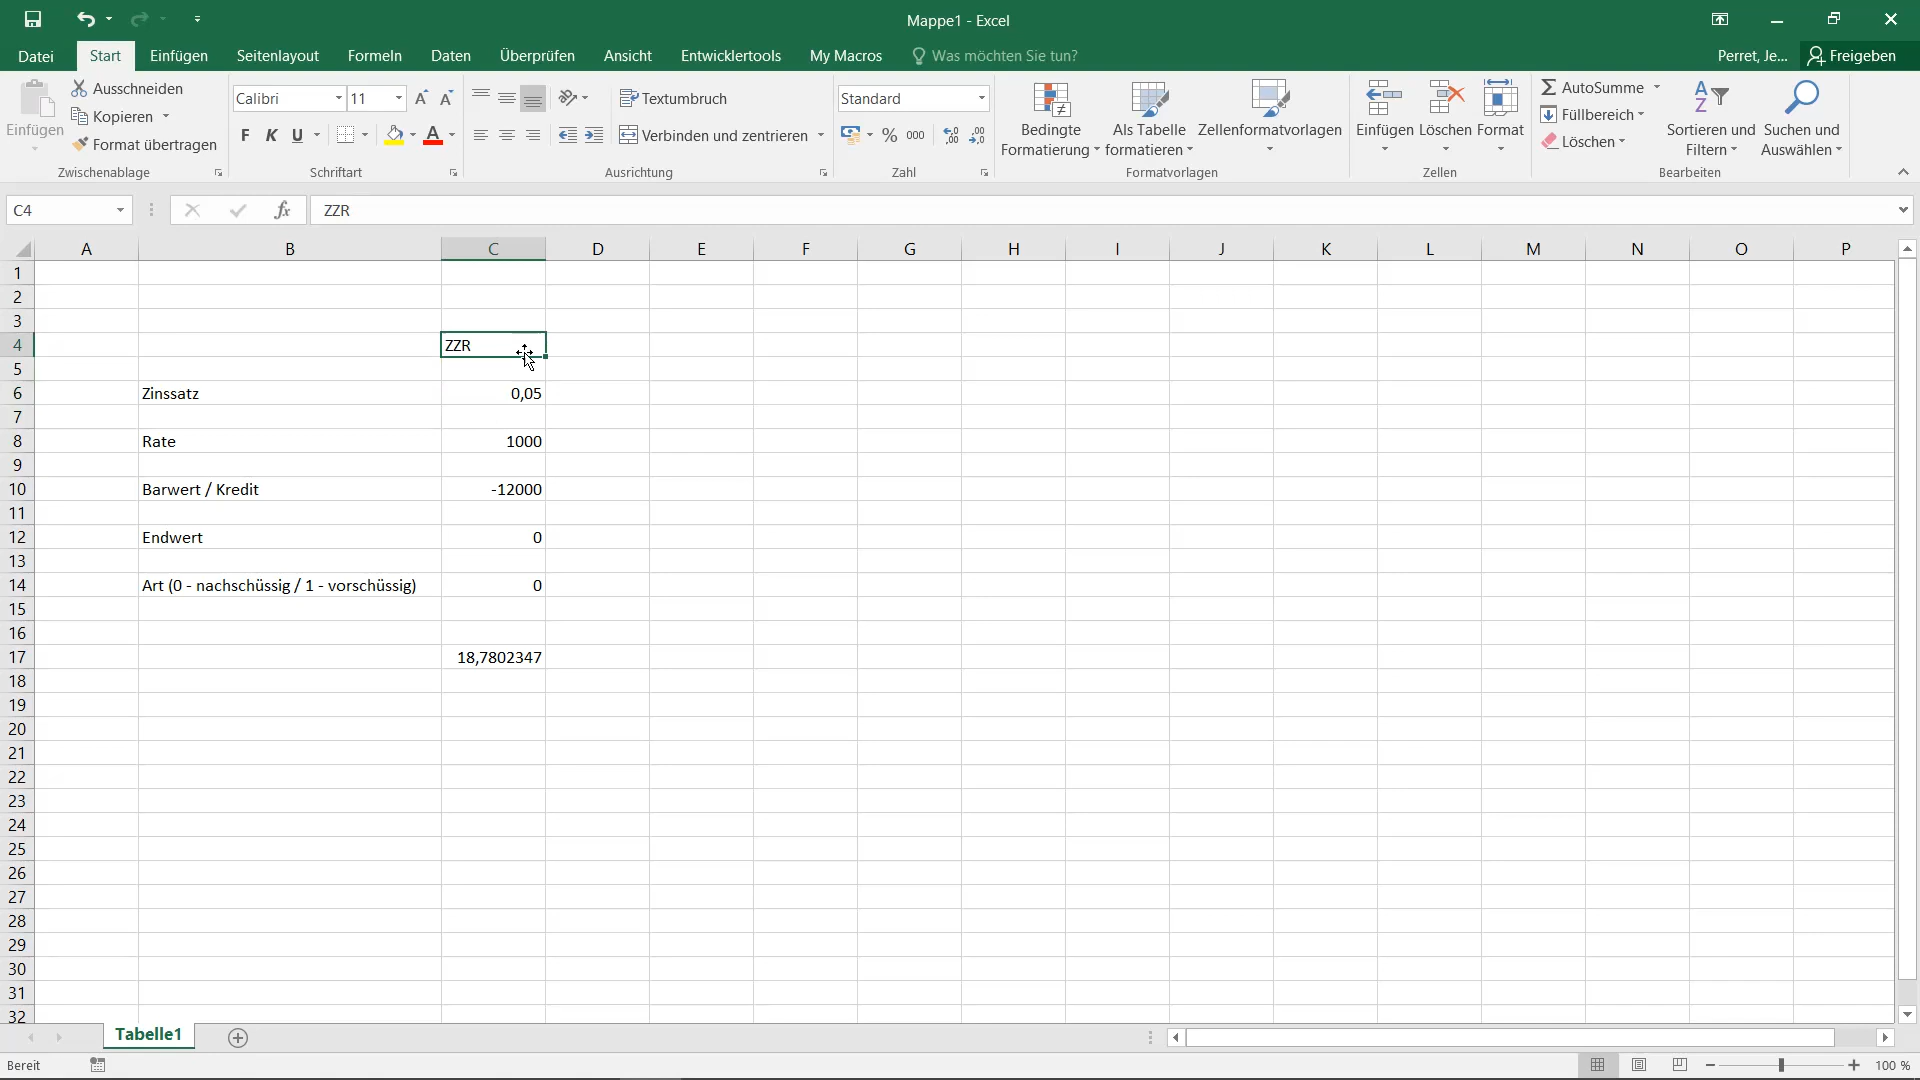 Mappe1 - Excel
Datei Start Einfügen Seitenlayout Formeln Daten Überprüfen Ansicht Entwicklertools My Macros Was möchten Sie tun? Perret, Je... Freigeben
Einfügen
Ausschneiden
Kopieren
Format übertragen
Zwischenablage
Calibri 11
F K U A
Schriftart
Textumbruch
Verbinden und zentrieren
Ausrichtung
Standard
% 000
Zahl
Bedingte Formatierung
Als Tabelle formatieren
Zellenformatvorlagen
Formatvorlagen
Einfügen Löschen Format
Zellen
AutoSumme
Füllbereich
Löschen
Sortieren und Filtern
Suchen und Auswählen
Bearbeiten
C4 fx ZZR
A B C D E F G H I J K L M N O P
1
2
3
4 ZZR
5
6 Zinssatz 0,05
7
8 Rate 1000
9
10 Barwert / Kredit -12000
11
12 Endwert 0
13
14 Art (0 - nachschüssig / 1 - vorschüssig) 0
15
16
17 18,7802347
18
19
20
21
22
23
24
25
26
27
28
29
30
31
32
Tabelle1
Bereit 100 %